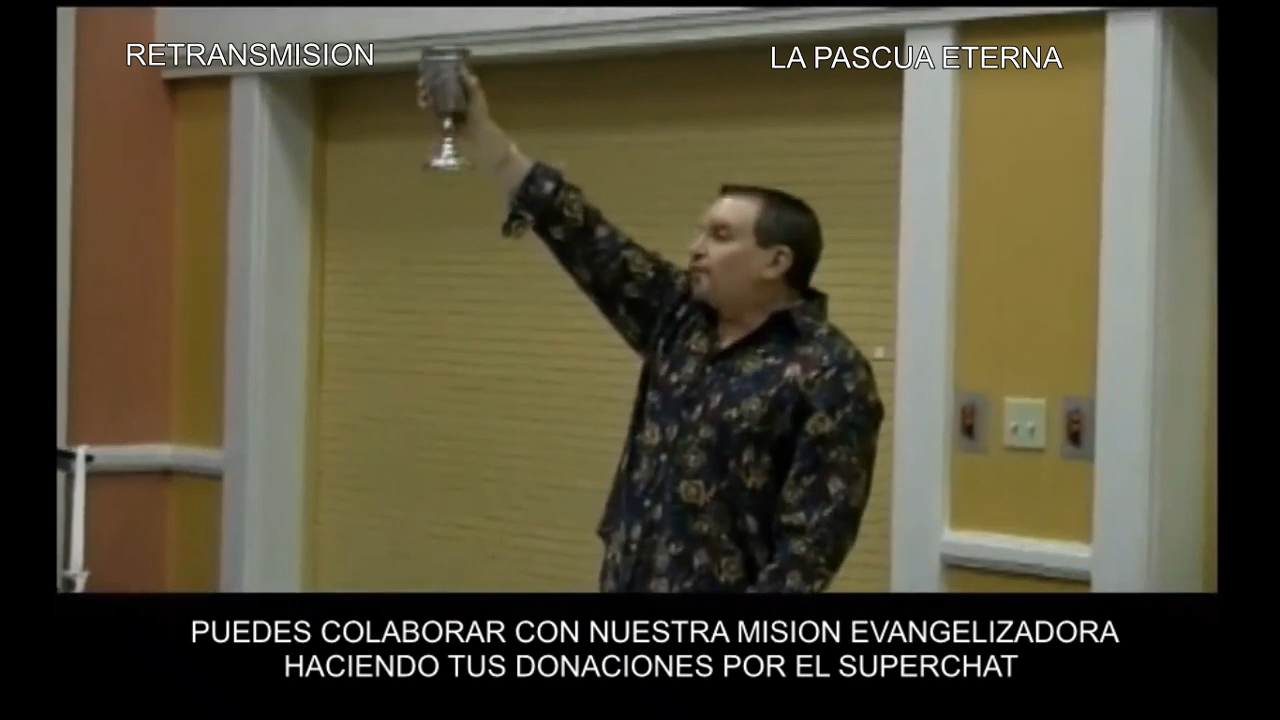 RETRANSMISION
LA PASCUA ETERNA
PUEDES COLABORAR CON NUESTRA MISION EVANGELIZADORA
HACIENDO TUS DONACIONES POR EL SUPERCHAT